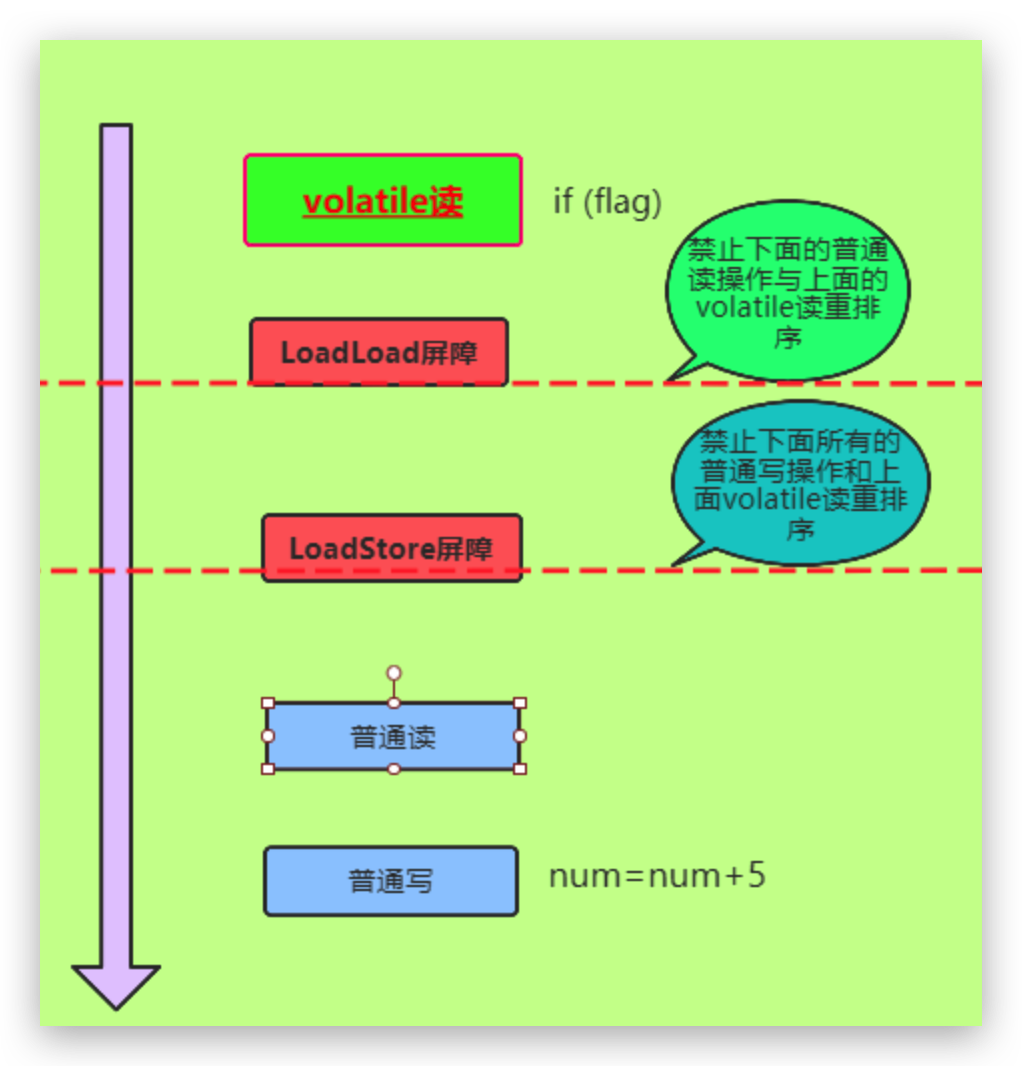 volatile读
if (flag)
禁止下面的普通
读操作与上面的
volatile读重排
序
LoadLoad屏障
禁止下面所有的
普通写操作和上
面volatile读重排
序
LoadStore屏障
普通读
普通写
num=num+5